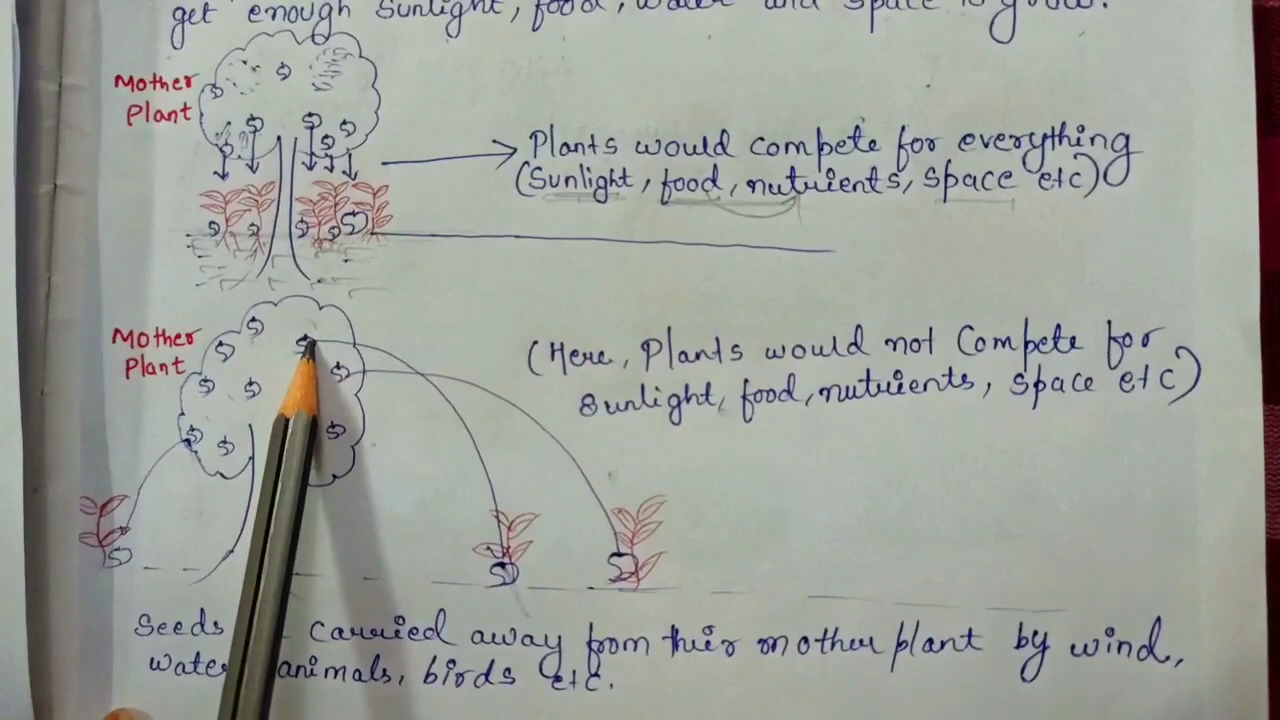 get enough Sunlight, food, water and space to grow.
Mother
Plant
Plants would compete for everything
(Sunlight, food, nutrients, space etc)
Mother
Plant
(Here, Plants would not Compete for
Sunlight, food, nutrients, space etc)
Seeds carried away from their mother plant by wind,
water animals, birds etc.